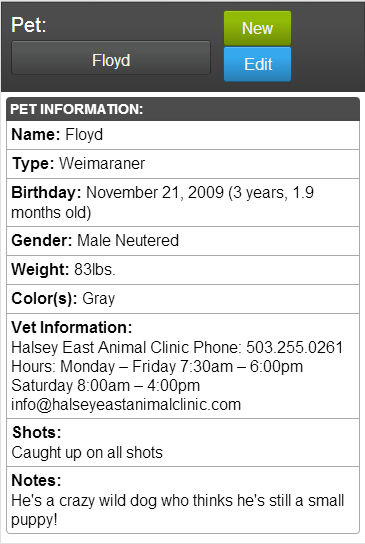 Pet:
New
Floyd
Edit
PET INFORMATION:
Name: Floyd
Type: Weimaraner
Birthday: November 21, 2009 (3 years, 1.9
months old)
Gender: Male Neutered
Weight: 83lbs.
Color(s): Gray
Vet Information:
Halsey East Animal Clinic Phone: 503.255.0261
Hours: Monday – Friday 7:30am – 6:00pm
Saturday 8:00am – 4:00pm
info@halseyeastanimalclinic.com
Shots:
Caught up on all shots
Notes:
He's a crazy wild dog who thinks he's still a small
puppy!